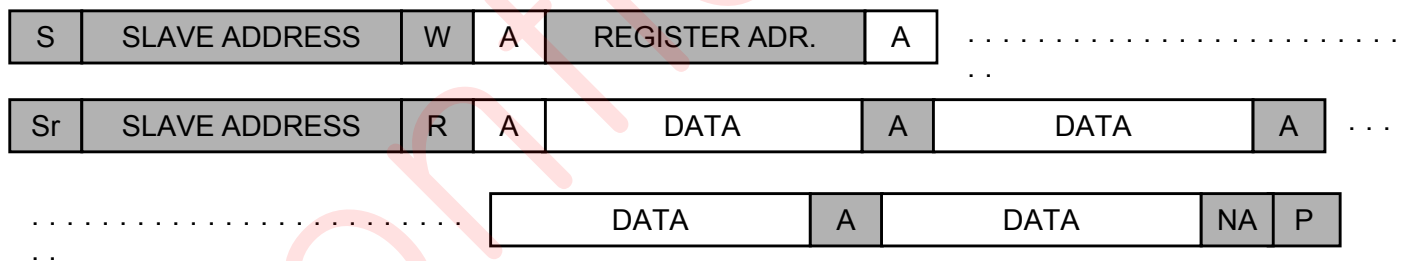 S SLAVE ADDRESS W A REGISTER ADR. A . . . . . . . . . . . . . . . . . . . . . . . . .
. .
Sr SLAVE ADDRESS R A DATA A DATA A . . .
. . . . . . . . . . . . . . . . . . . . . . . . . DATA A DATA NA P
. .